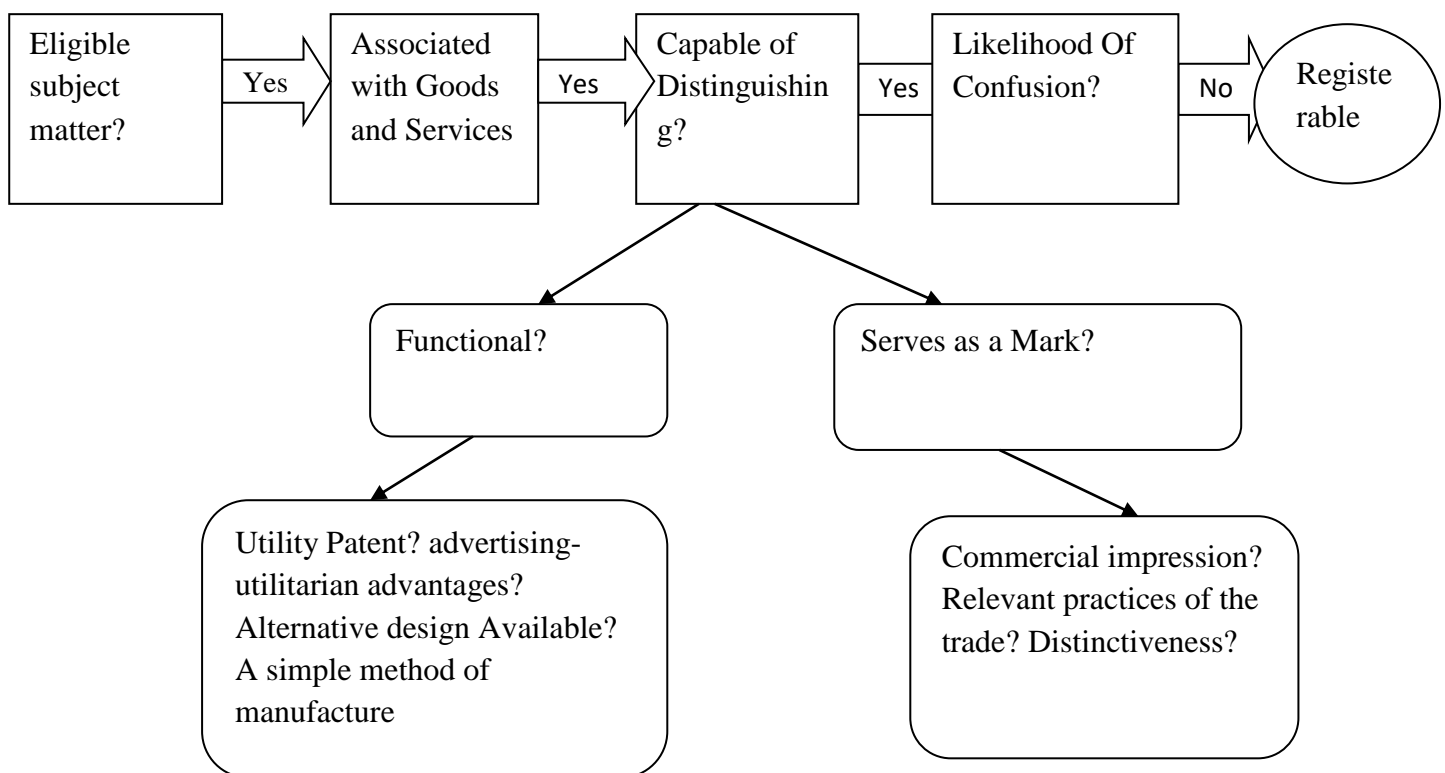 Eligible
subject
matter?
Yes
Associated
with Goods
and Services
Yes
Capable of
Distinguishin
g?
Yes
Likelihood Of
Confusion?
No
Registe
rable
Functional?
Serves as a Mark?
Utility Patent? advertising-
utilitarian advantages?
Alternative design Available?
A simple method of
manufacture
Commercial impression?
Relevant practices of the
trade? Distinctiveness?